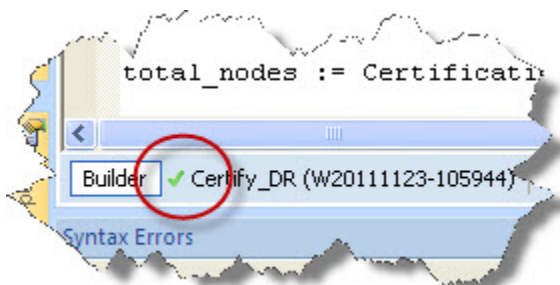 total_nodes := Certificati
Builder Certify_DR (W20111123-105944)
Syntax Errors